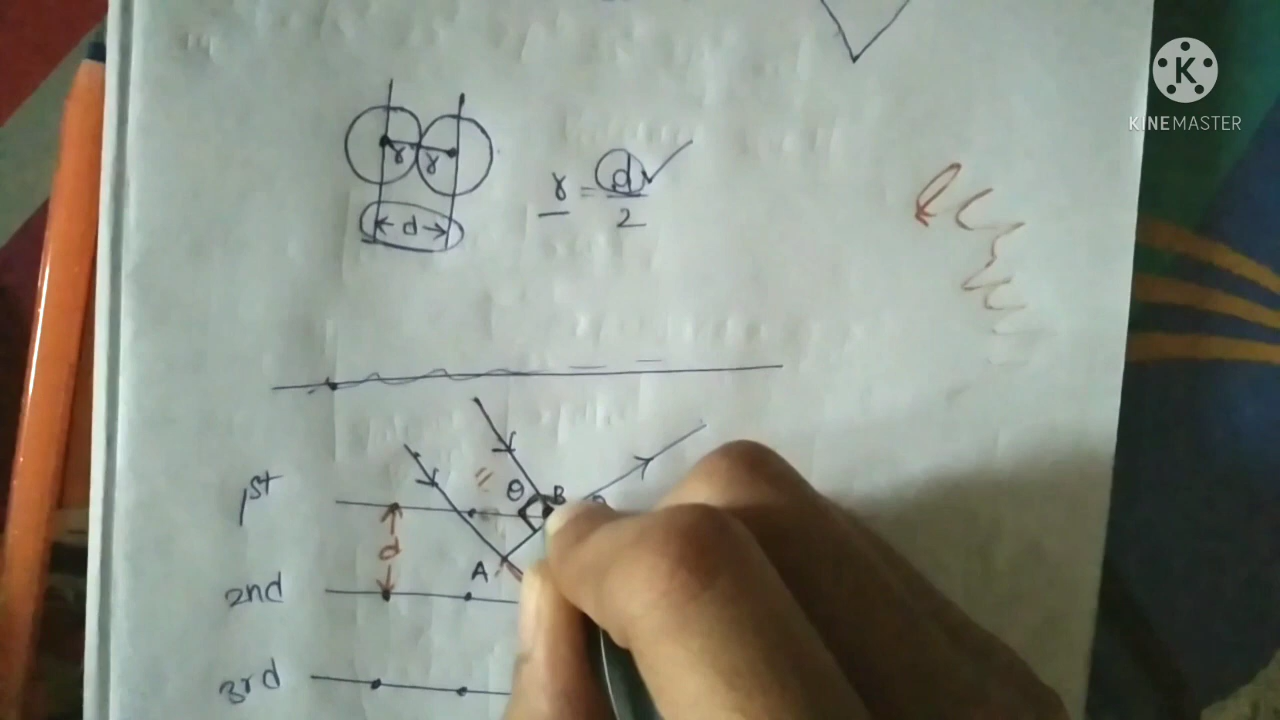 K
KINEMASTER
r r
r = d/2
d
1st
θ B
d
A
2nd
3rd